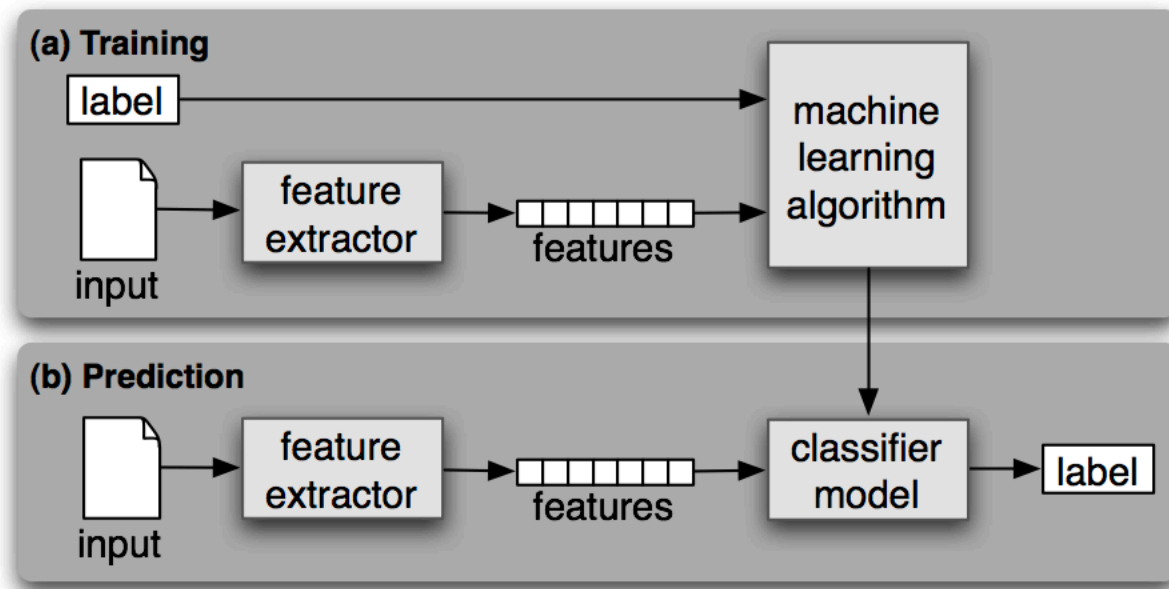 (a) Training
label
machine
learning
algorithm
feature
extractor
features
input
(b) Prediction
feature
extractor
features
classifier
model
label
input